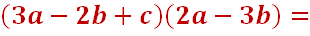 (3a − 2b + c)(2a − 3b) =